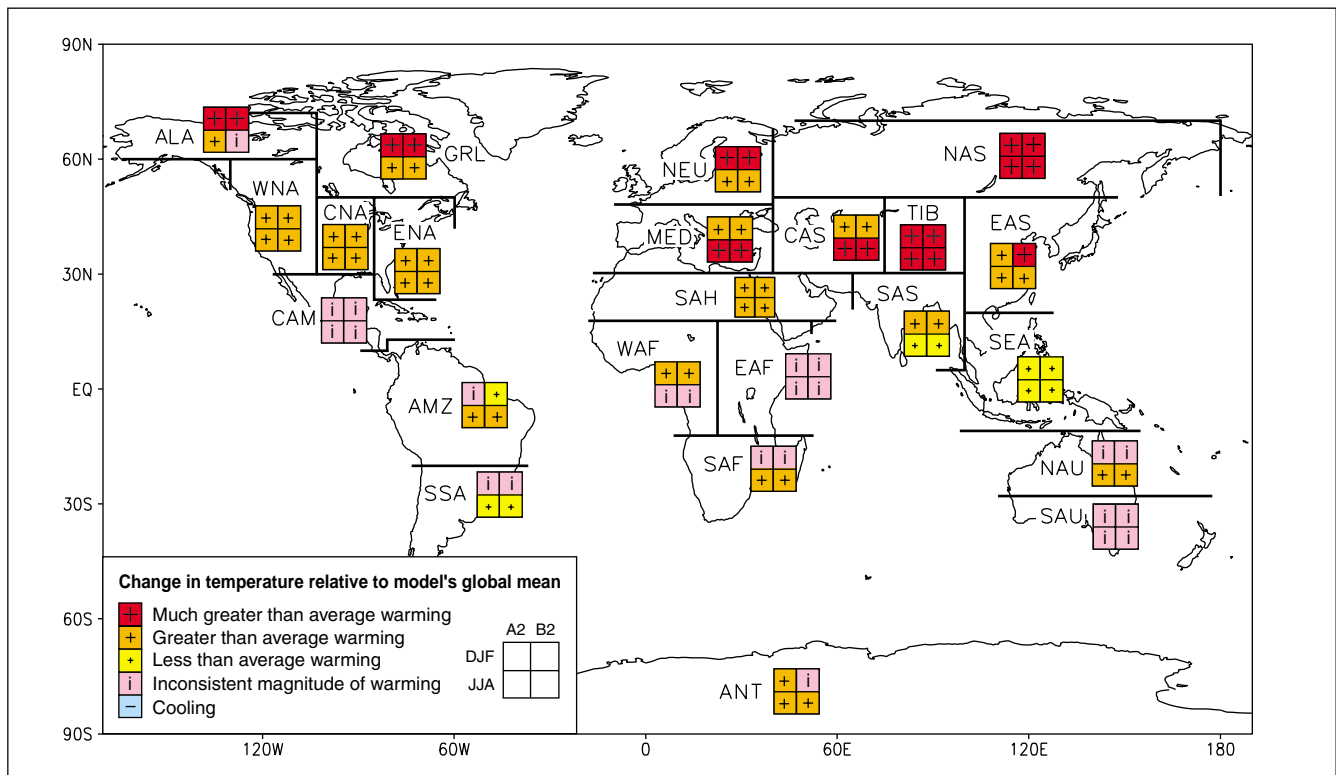 90N
60N
30N
EQ
30S
60S
90S
120W
60W
0
60E
120E
180
ALA
+ +
+ i
GRL
+ +
+ +
WNA
+ +
+ +
CNA
+ +
+ +
ENA
+ +
+ +
CAM
i i
i i
AMZ
i +
+ +
SSA
i i
+ +
NEU
+ +
+ +
MED
+ +
+ +
SAH
+ +
+ +
WAF
+ +
i i
EAF
i i
i i
SAF
i i
+ +
NAS
+ +
+ +
CAS
+ +
+ +
TIB
+ +
+ +
EAS
+ +
+ +
SAS
+ +
+ +
SEA
+ +
+ +
NAU
i i
+ +
SAU
i i
i i
ANT
+ i
+ +
Change in temperature relative to model's global mean
+ Much greater than average warming
+ Greater than average warming
+ Less than average warming
i Inconsistent magnitude of warming
− Cooling
A2 B2
DJF
JJA